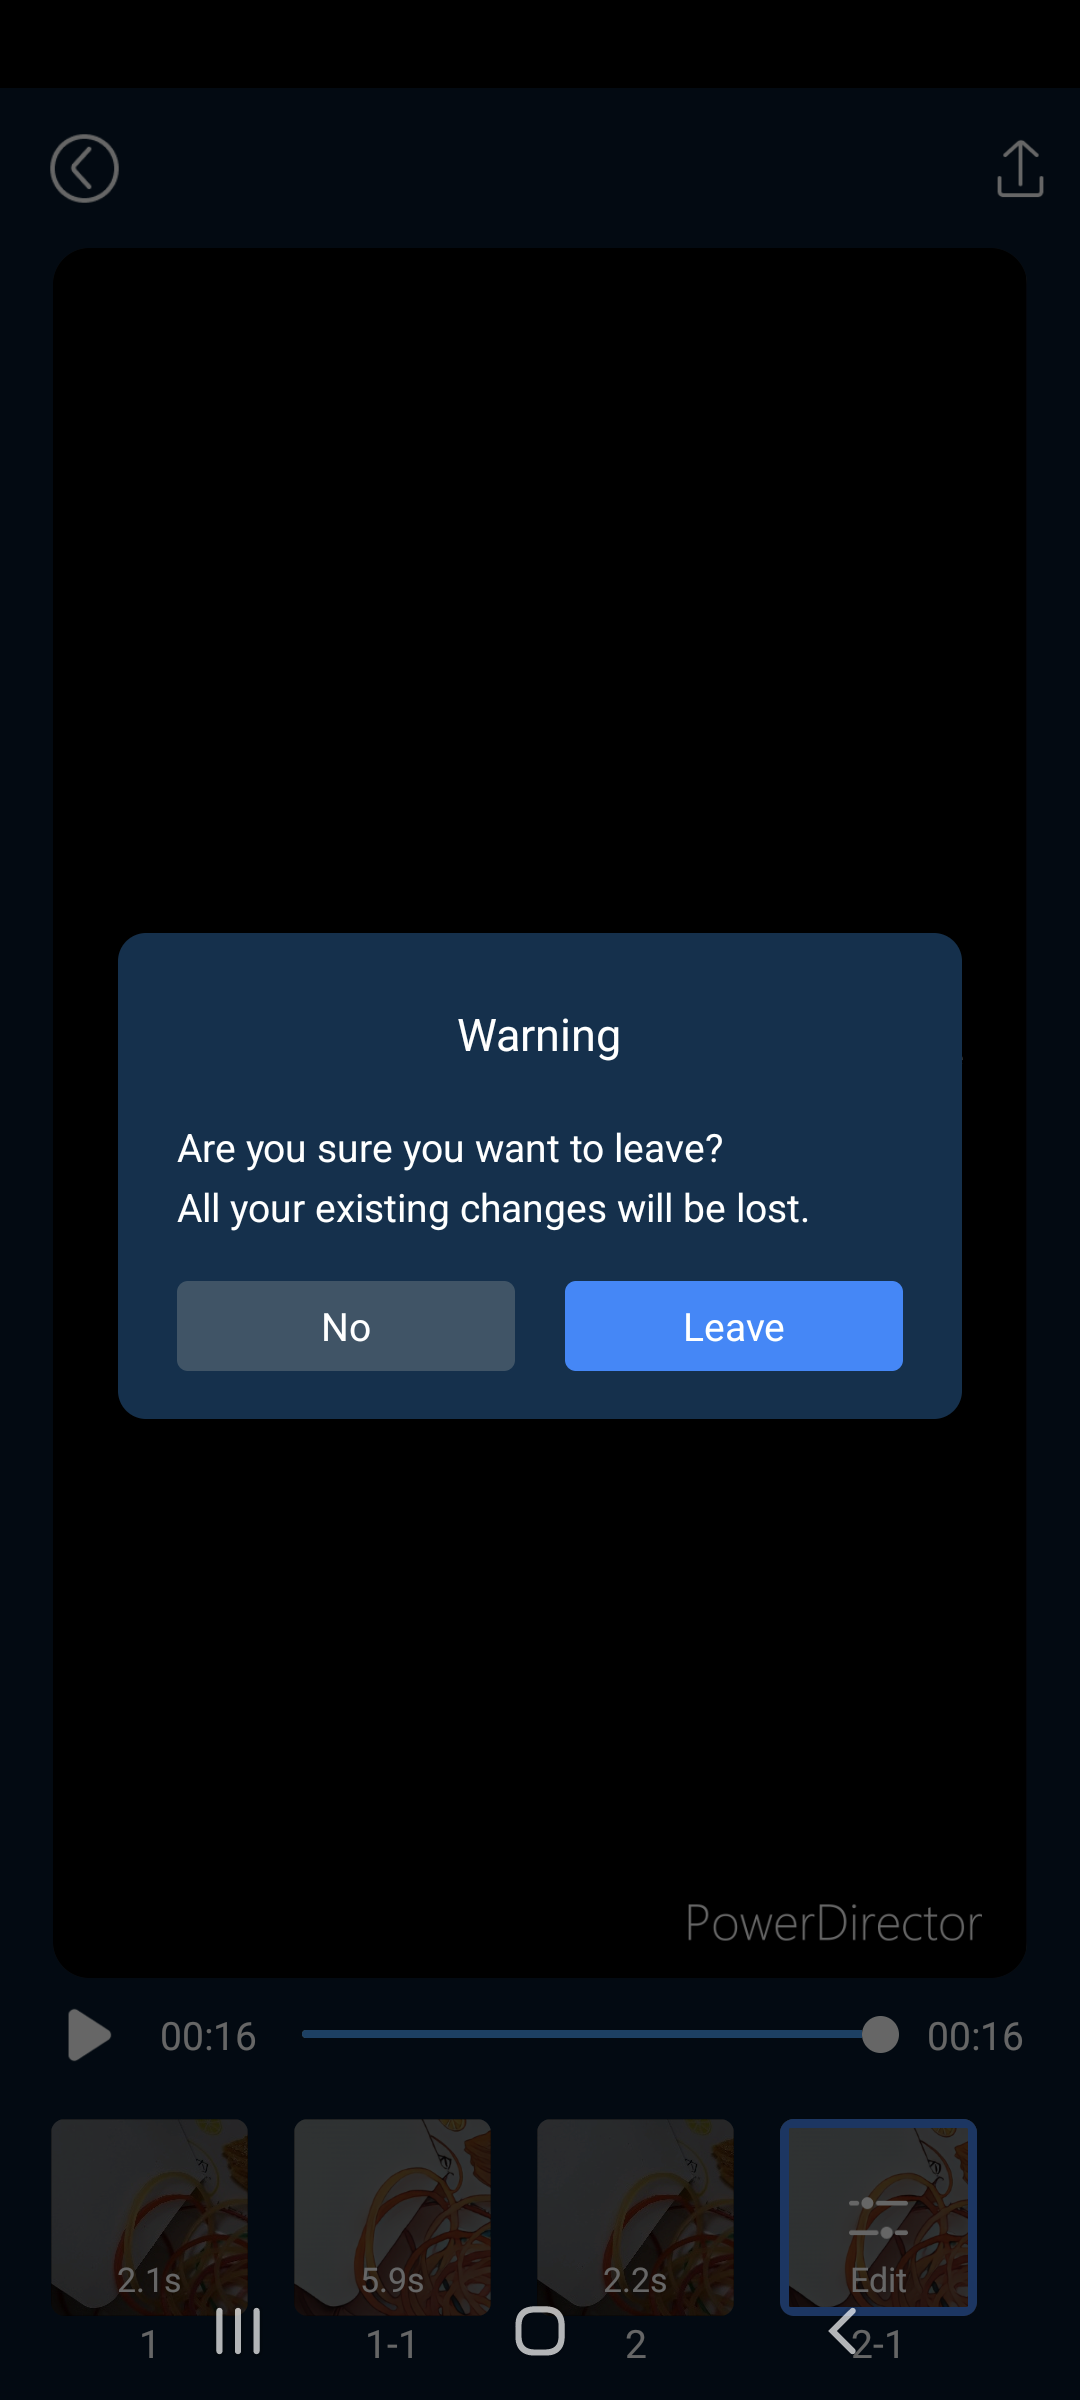 Warning
Are you sure you want to leave?
All your existing changes will be lost.
No
Leave
PowerDirector
00:16
00:16
2.1s
5.9s
2.2s
Edit
1
1-1
2
2-1